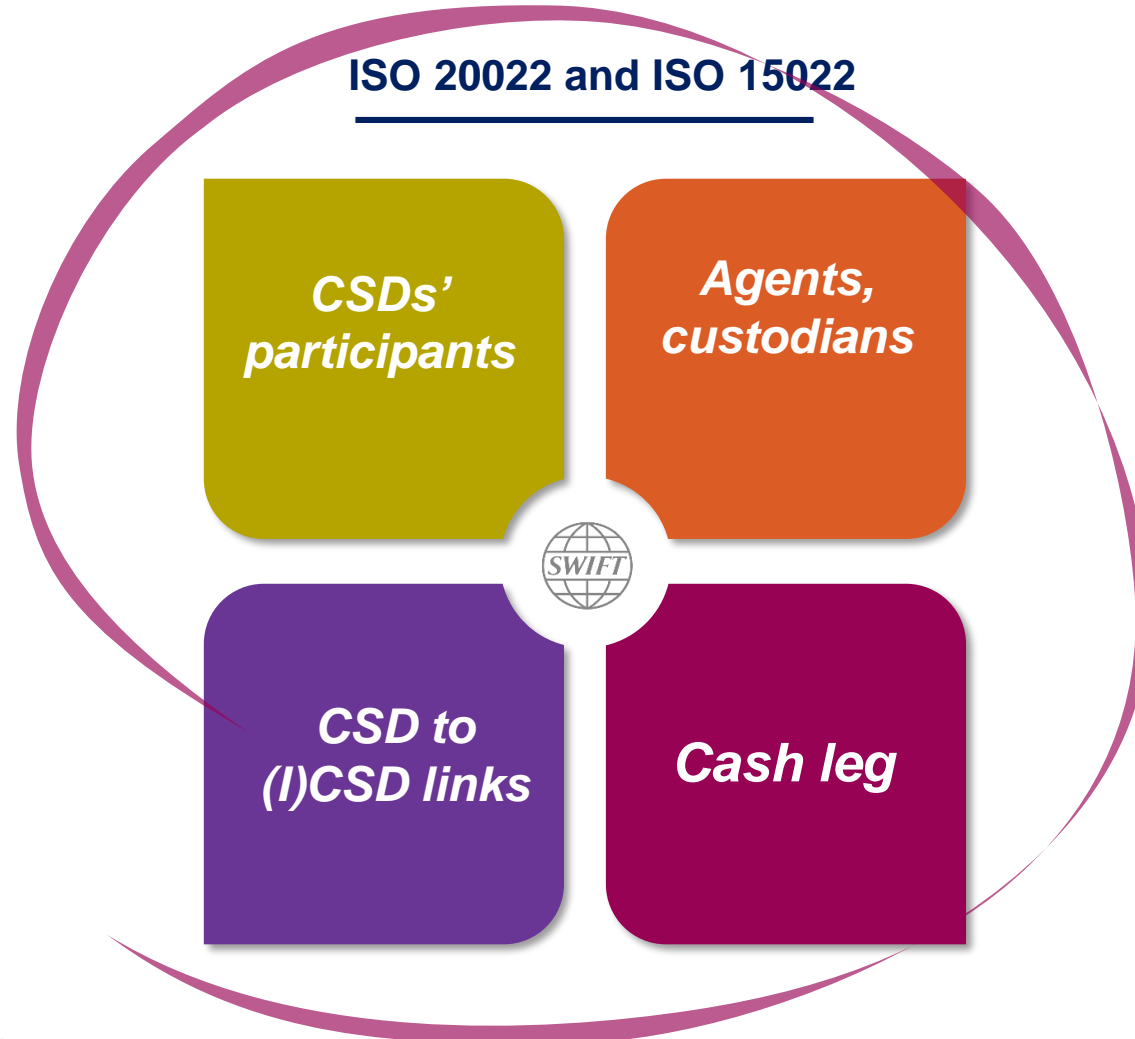 ISO 20022 and ISO 15022
CSDs’
participants
Agents,
custodians
SWIFT
CSD to
(I)CSD links
Cash leg